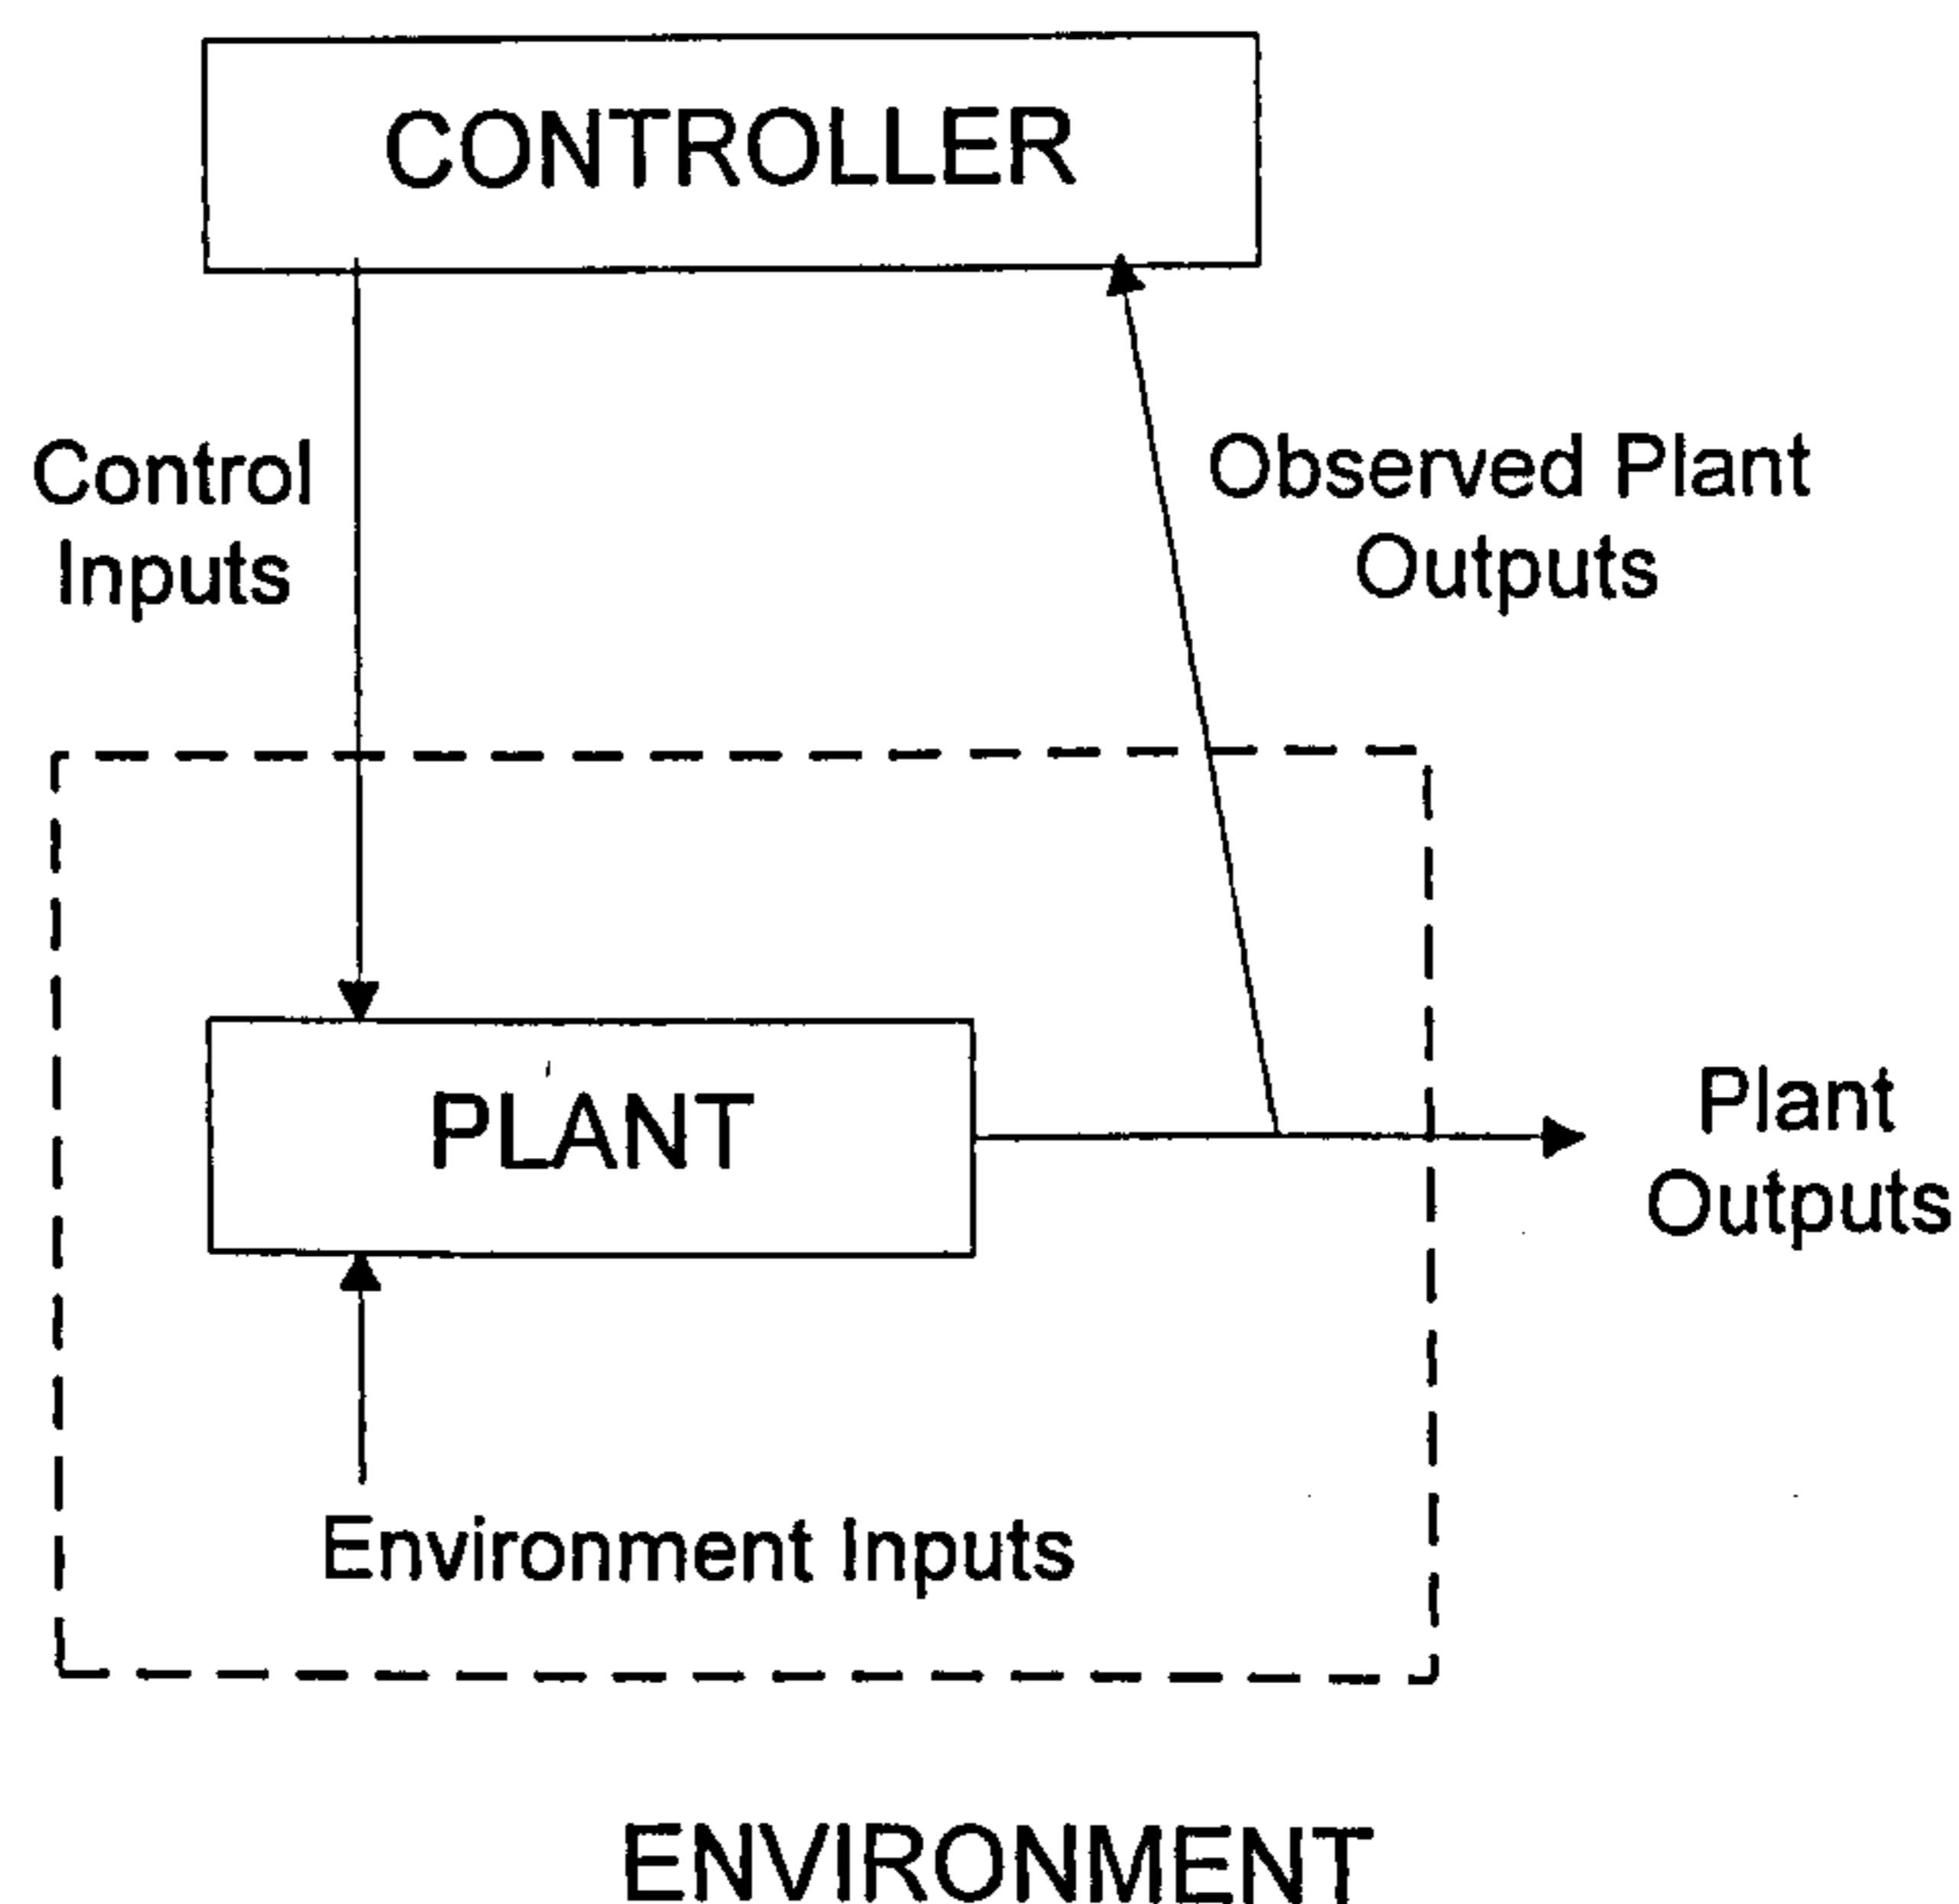 CONTROLLER
Control
Inputs
Observed Plant
Outputs
PLANT
Plant
Outputs
Environment Inputs
ENVIRONMENT